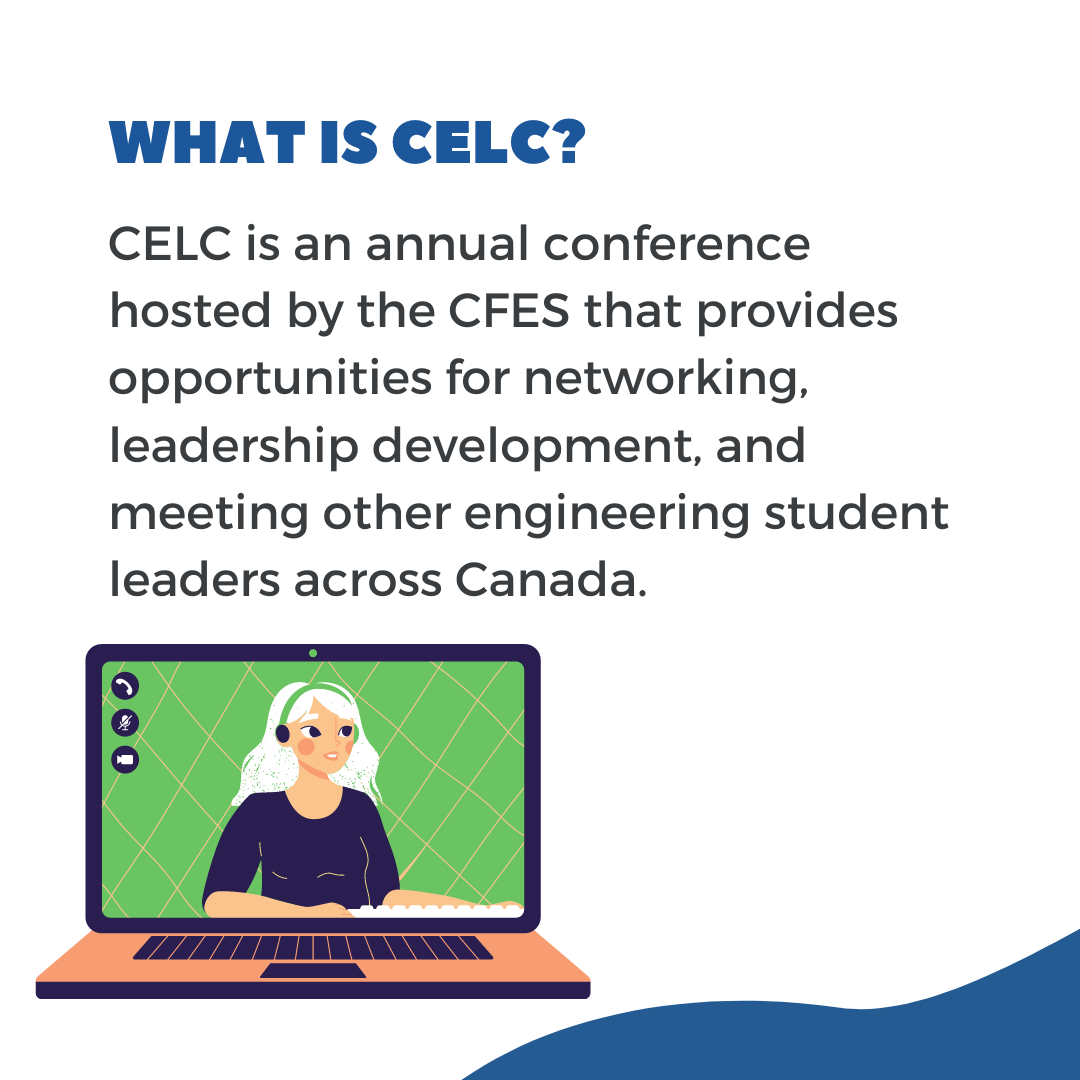 WHAT IS CELC?
CELC is an annual conference
hosted by the CFES that provides
opportunities for networking,
leadership development, and
meeting other engineering student
leaders across Canada.